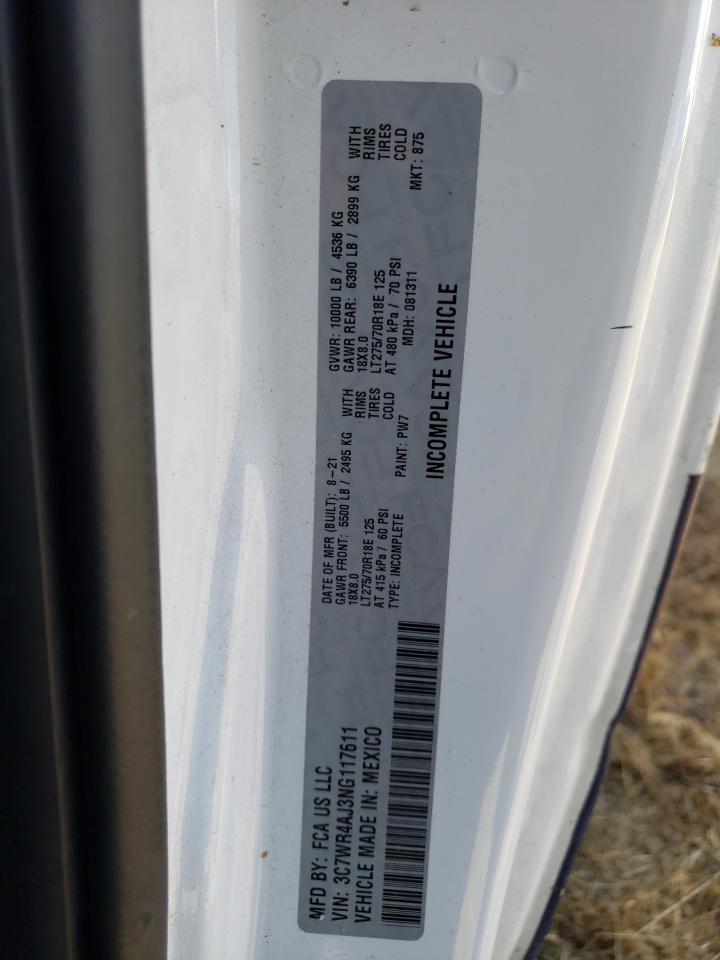 MFD BY: FCA US LLC
VIN: 3C7WR4AJ3NG117611
VEHICLE MADE IN: MEXICO
DATE OF MFR (BUILT): 8-21
GAWR FRONT: 5500 LB / 2495 KG WITH
18X8.0 RIMS
LT275/70R18E 125 TIRES
AT 415 kPa / 60 PSI COLD
TYPE: INCOMPLETE PAINT: PW7
GVWR: 10000 LB / 4536 KG
GAWR REAR: 6390 LB / 2899 KG WITH
18X8.0 RIMS
LT275/70R18E 125 TIRES
AT 480 kPa / 70 PSI COLD
MDH: 081311 MKT: 875
INCOMPLETE VEHICLE